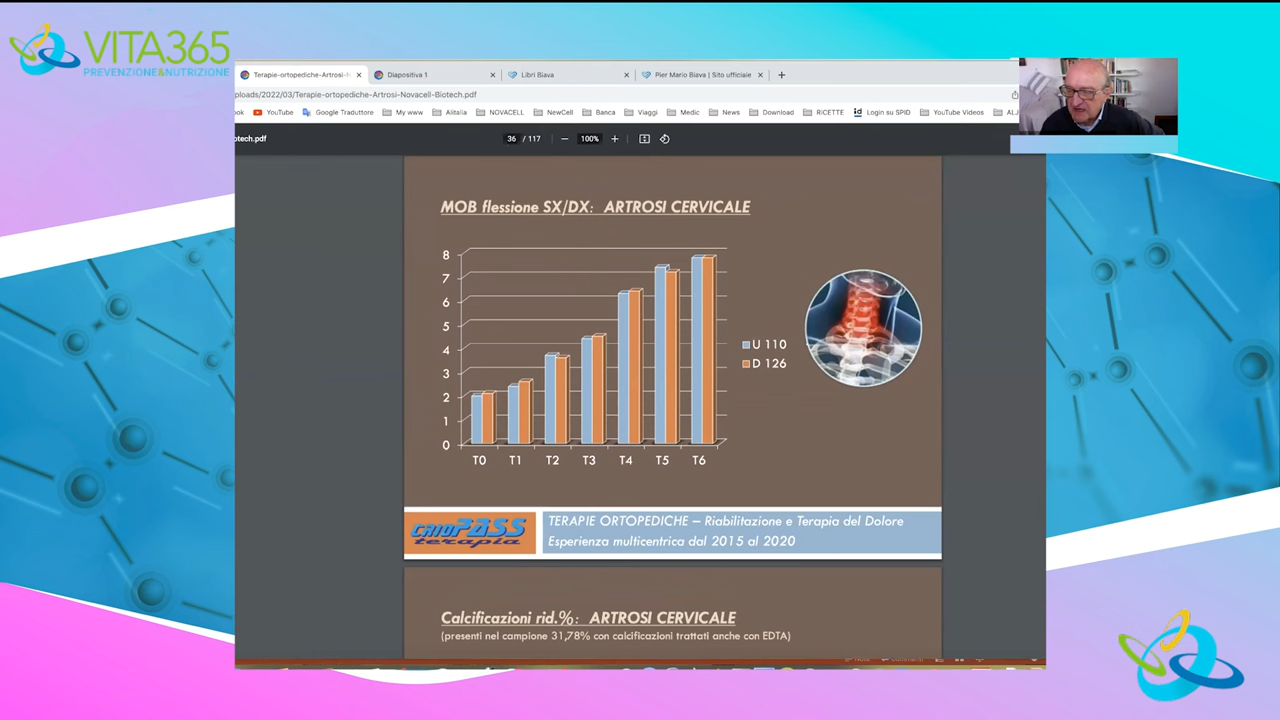 VITA365
PREVENZIONE&NUTRIZIONE
Terapie-ortopediche-Artrosi-N
Diapositiva 1
Libri Biava
Pier Mario Biava | Sito ufficiale
ploads/2022/03/Terapie-ortopediche-Artrosi-Novacell-Biotech.pdf
ok YouTube Google Traduttore My www Alitalia NOVACELL NewCell Banca Viaggi Medic News Download RICETTE Login su SPID YouTube Videos
otech.pdf
36 / 117 — 100% +
MOB flessione SX/DX: ARTROSI CERVICALE
8
7
6
5
4
3
2
1
0
T0 T1 T2 T3 T4 T5 T6
U 110
D 126
CRIOPASS
terapia
TERAPIE ORTOPEDICHE – Riabilitazione e Terapia del Dolore
Esperienza multicentrica dal 2015 al 2020
Calcificazioni rid.%: ARTROSI CERVICALE
(presenti nel campione 31,78% con calcificazioni trattati anche con EDTA)